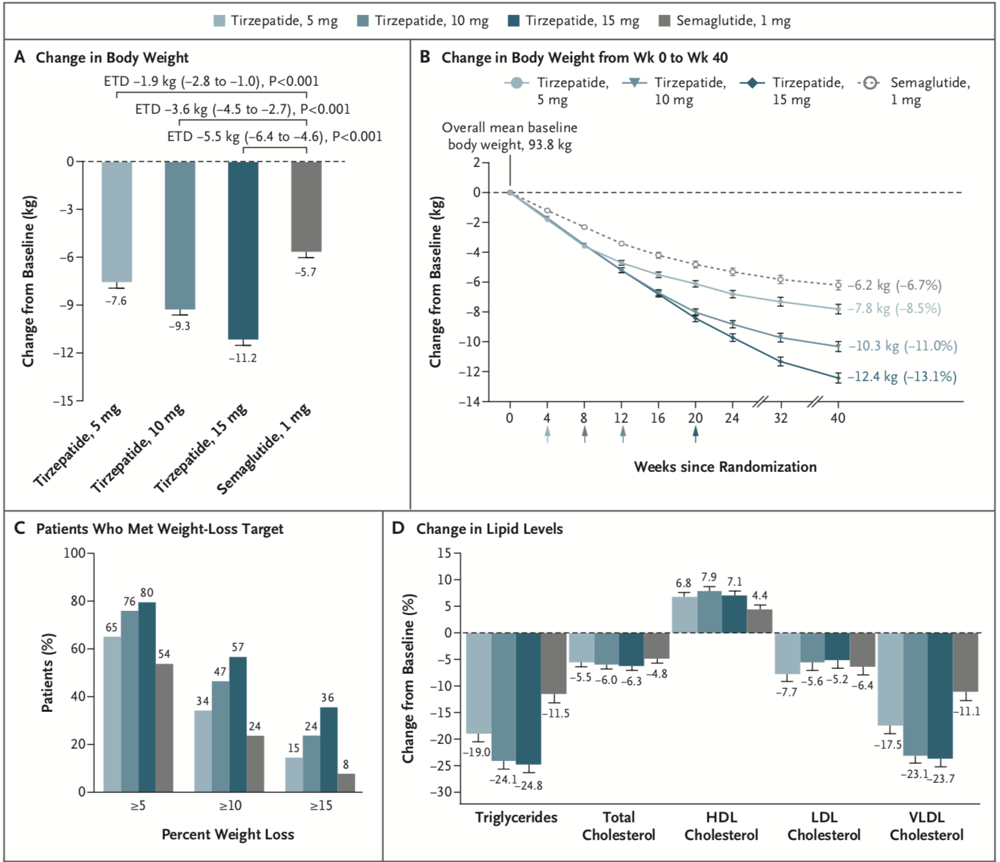 Tirzepatide, 5 mg Tirzepatide, 10 mg Tirzepatide, 15 mg Semaglutide, 1 mg
A Change in Body Weight
ETD −1.9 kg (−2.8 to −1.0), P<0.001
ETD −3.6 kg (−4.5 to −2.7), P<0.001
ETD −5.5 kg (−6.4 to −4.6), P<0.001
Change from Baseline (kg)
0
−3
−6
−9
−12
−15
−7.6
−9.3
−11.2
−5.7
Tirzepatide, 5 mg
Tirzepatide, 10 mg
Tirzepatide, 15 mg
Semaglutide, 1 mg
B Change in Body Weight from Wk 0 to Wk 40
Tirzepatide,
5 mg
Tirzepatide,
10 mg
Tirzepatide,
15 mg
Semaglutide,
1 mg
Overall mean baseline
body weight, 93.8 kg
Change from Baseline (kg)
2
0
−2
−4
−6
−8
−10
−12
−14
−6.2 kg (−6.7%)
−7.8 kg (−8.5%)
−10.3 kg (−11.0%)
−12.4 kg (−13.1%)
0 4 8 12 16 20 24 32 40
Weeks since Randomization
C Patients Who Met Weight-Loss Target
Patients (%)
100
80
60
40
20
0
65 76 80 54
34 47 57 24
15 24 36 8
≥5 ≥10 ≥15
Percent Weight Loss
D Change in Lipid Levels
Change from Baseline (%)
15
10
5
0
−5
−10
−15
−20
−25
−30
−19.0 −24.1 −24.8 −11.5
−5.5 −6.0 −6.3 −4.8
6.8 7.9 7.1 4.4
−7.7 −5.6 −5.2 −6.4
−17.5 −23.1 −23.7 −11.1
Triglycerides
Total
Cholesterol
HDL
Cholesterol
LDL
Cholesterol
VLDL
Cholesterol